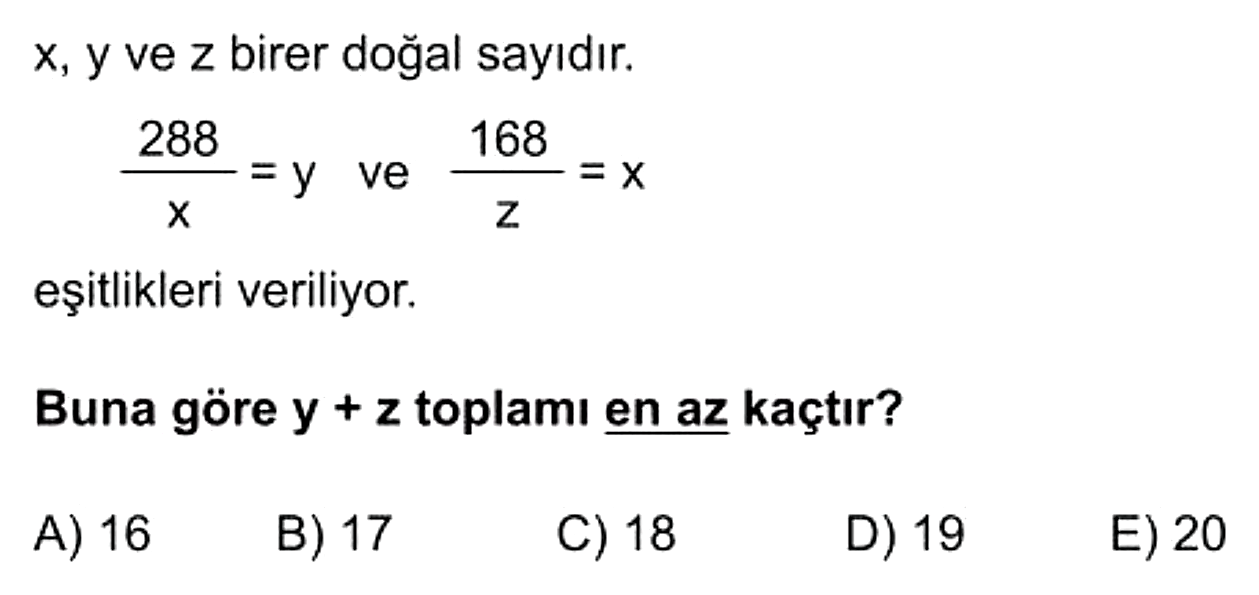 x, y ve z birer doğal sayıdır.
288/x = y ve 168/z = x
eşitlikleri veriliyor.
Buna göre y + z toplamı en az kaçtır?
A) 16 B) 17 C) 18 D) 19 E) 20